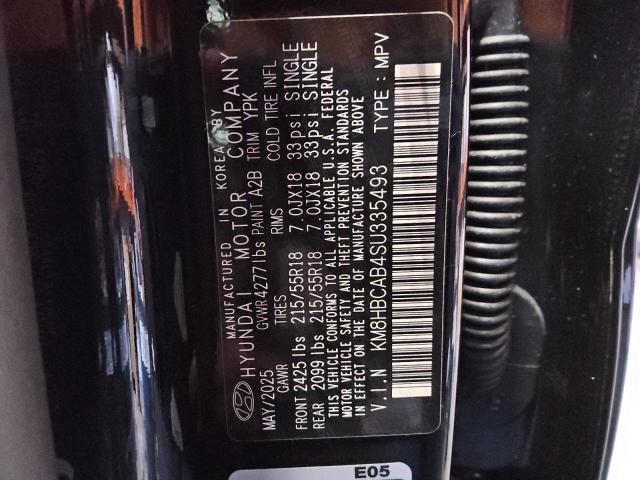 MANUFACTURED IN KOREA BY
HYUNDAI MOTOR COMPANY
MAY/2025 GVWR 4277lbs PAINT A2B TRIM YPK
GAWR TIRES RIMS COLD TIRE INFL
FRONT 2425 lbs 215/55R18 7.0JX18 33psi SINGLE
REAR 2099 lbs 215/55R18 7.0JX18 33psi SINGLE
THIS VEHICLE CONFORMS TO ALL APPLICABLE U.S.A. FEDERAL
MOTOR VEHICLE SAFETY AND THEFT PREVENTION STANDARDS
IN EFFECT ON THE DATE OF MANUFACTURE SHOWN ABOVE
V.I.N KM8HBCAB4SU335493 TYPE : MPV
E05